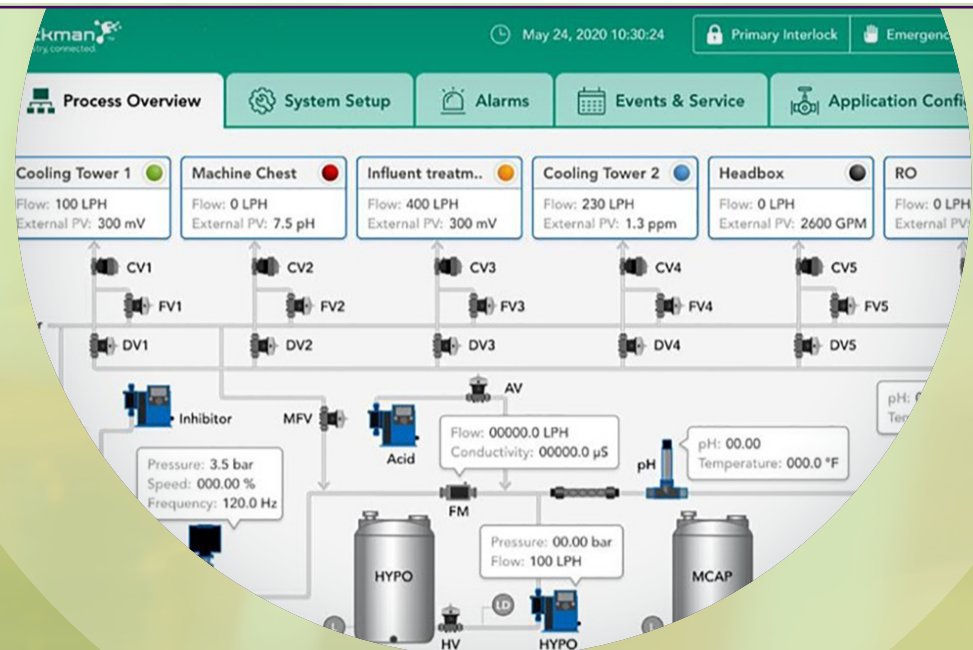 kman
stry, connected.
May 24, 2020 10:30:24
Primary Interlock
Emergenc
Process Overview
System Setup
Alarms
Events & Service
Application Confi
Cooling Tower 1
Flow: 100 LPH
External PV: 300 mV
Machine Chest
Flow: 0 LPH
External PV: 7.5 pH
Influent treatm..
Flow: 400 LPH
External PV: 300 mV
Cooling Tower 2
Flow: 230 LPH
External PV: 1.3 ppm
Headbox
Flow: 0 LPH
External PV: 2600 GPM
RO
Flow: 0 LPH
External PV:
CV1
CV2
CV3
CV4
CV5
FV1
FV2
FV3
FV4
FV5
r
DV1
DV2
DV3
DV4
DV5
Inhibitor
MFV
Acid
AV
Flow: 00000.0 LPH
Conductivity: 00000.0 µS
pH
pH: 00.00
Temperature: 000.0 °F
pH: 0
Tem
Pressure: 3.5 bar
Speed: 000.00 %
Frequency: 120.0 Hz
FM
Pressure: 00.00 bar
Flow: 100 LPH
HYPO
MCAP
LD
L
L
HV
HYPO